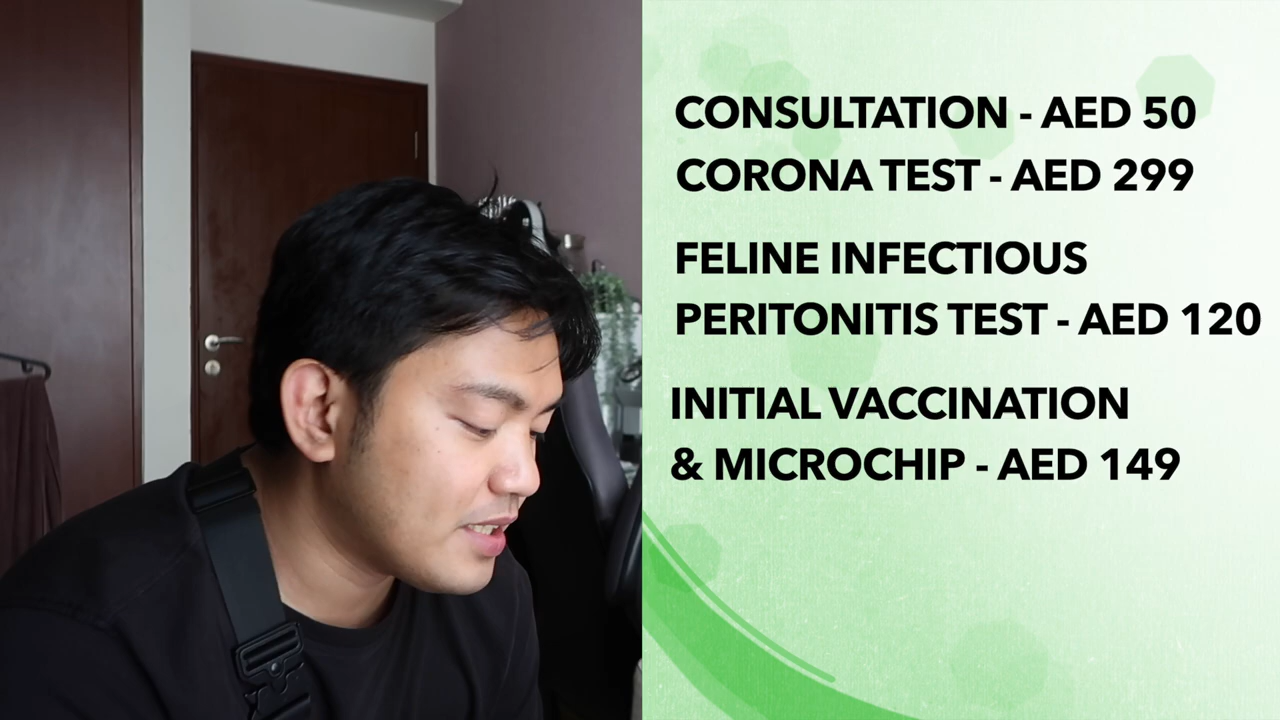 CONSULTATION - AED 50
CORONA TEST - AED 299
FELINE INFECTIOUS
PERITONITIS TEST - AED 120
INITIAL VACCINATION
& MICROCHIP - AED 149